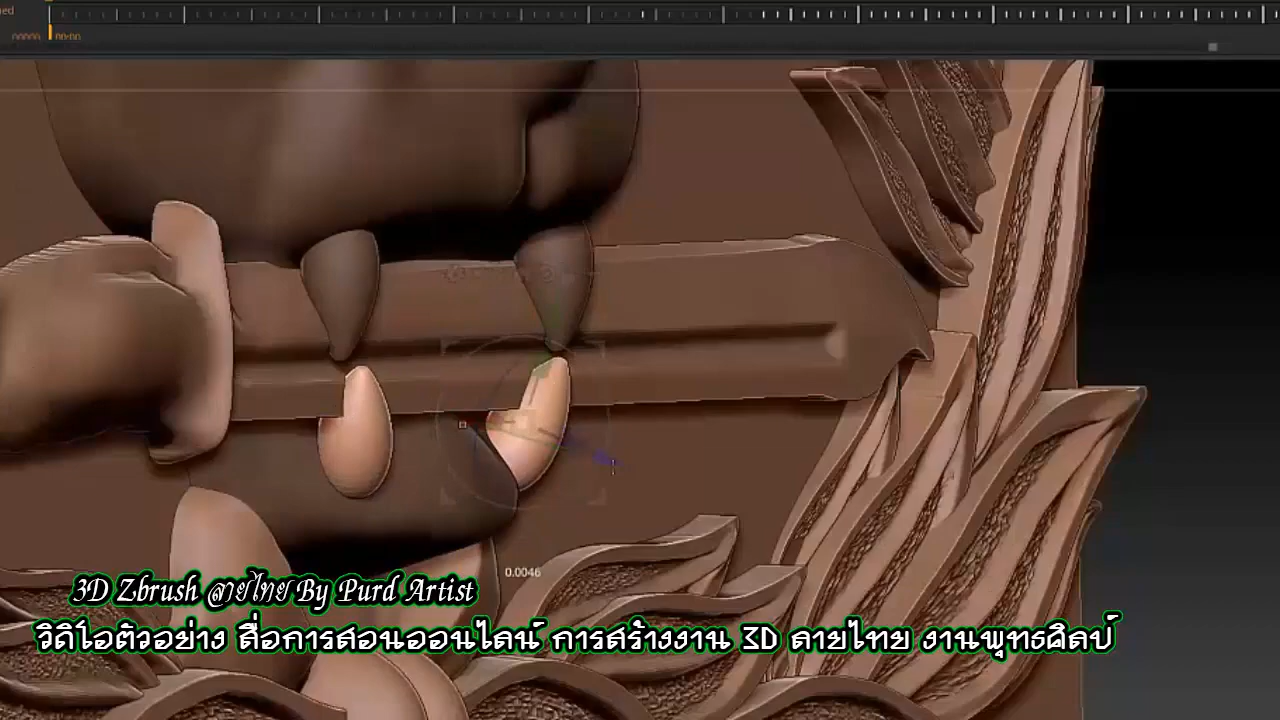 00000 00:00
0.0046
3D Zbrush ลายไทย By Purd Artist
วิดิโอตัวอย่าง สื่อการสอนออนไลน์ การสร้างงาน 3D ลายไทย งานพุทธศิลป์